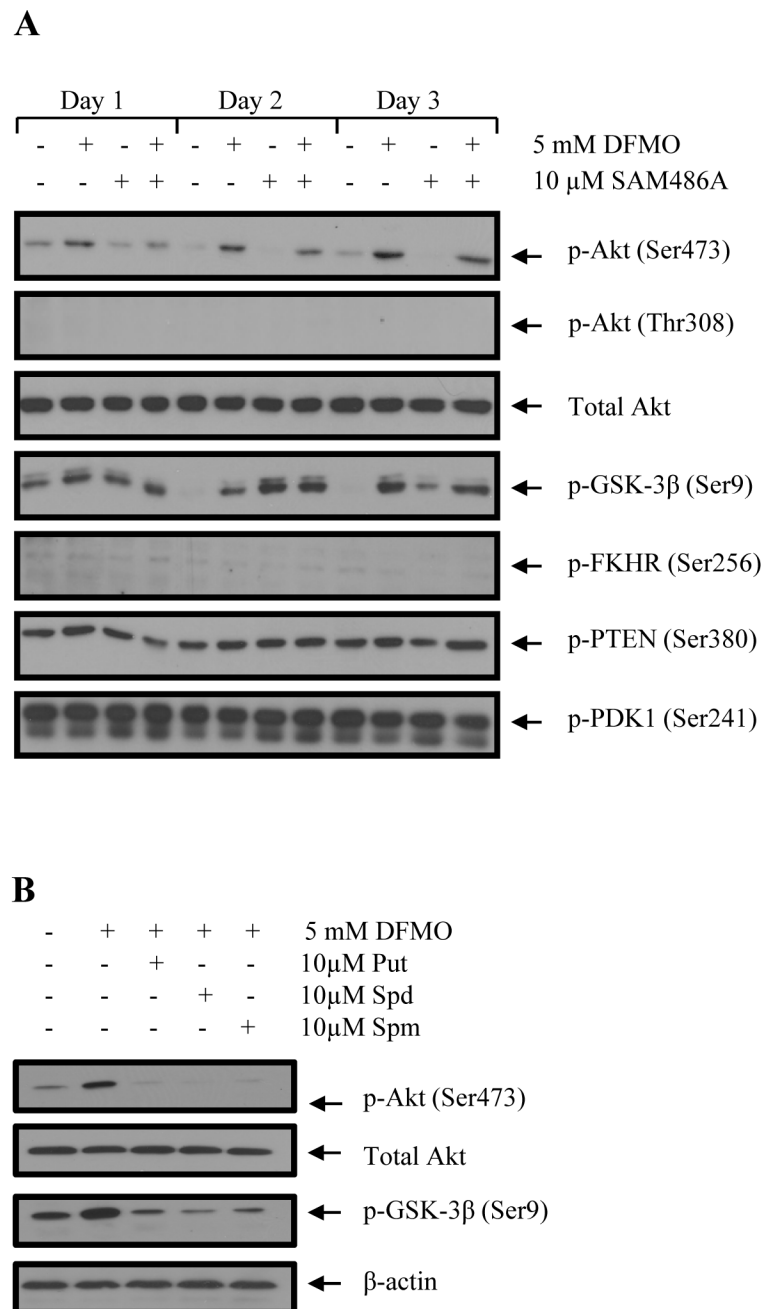 A
Day 1 Day 2 Day 3
- + - + - + - + - + - + 5 mM DFMO
- - + + - - + + - - + + 10 µM SAM486A
p-Akt (Ser473)
p-Akt (Thr308)
Total Akt
p-GSK-3β (Ser9)
p-FKHR (Ser256)
p-PTEN (Ser380)
p-PDK1 (Ser241)
B
- + + + + 5 mM DFMO
- - + - - 10µM Put
- - - + - 10µM Spd
- - - - + 10µM Spm
p-Akt (Ser473)
Total Akt
p-GSK-3β (Ser9)
β-actin